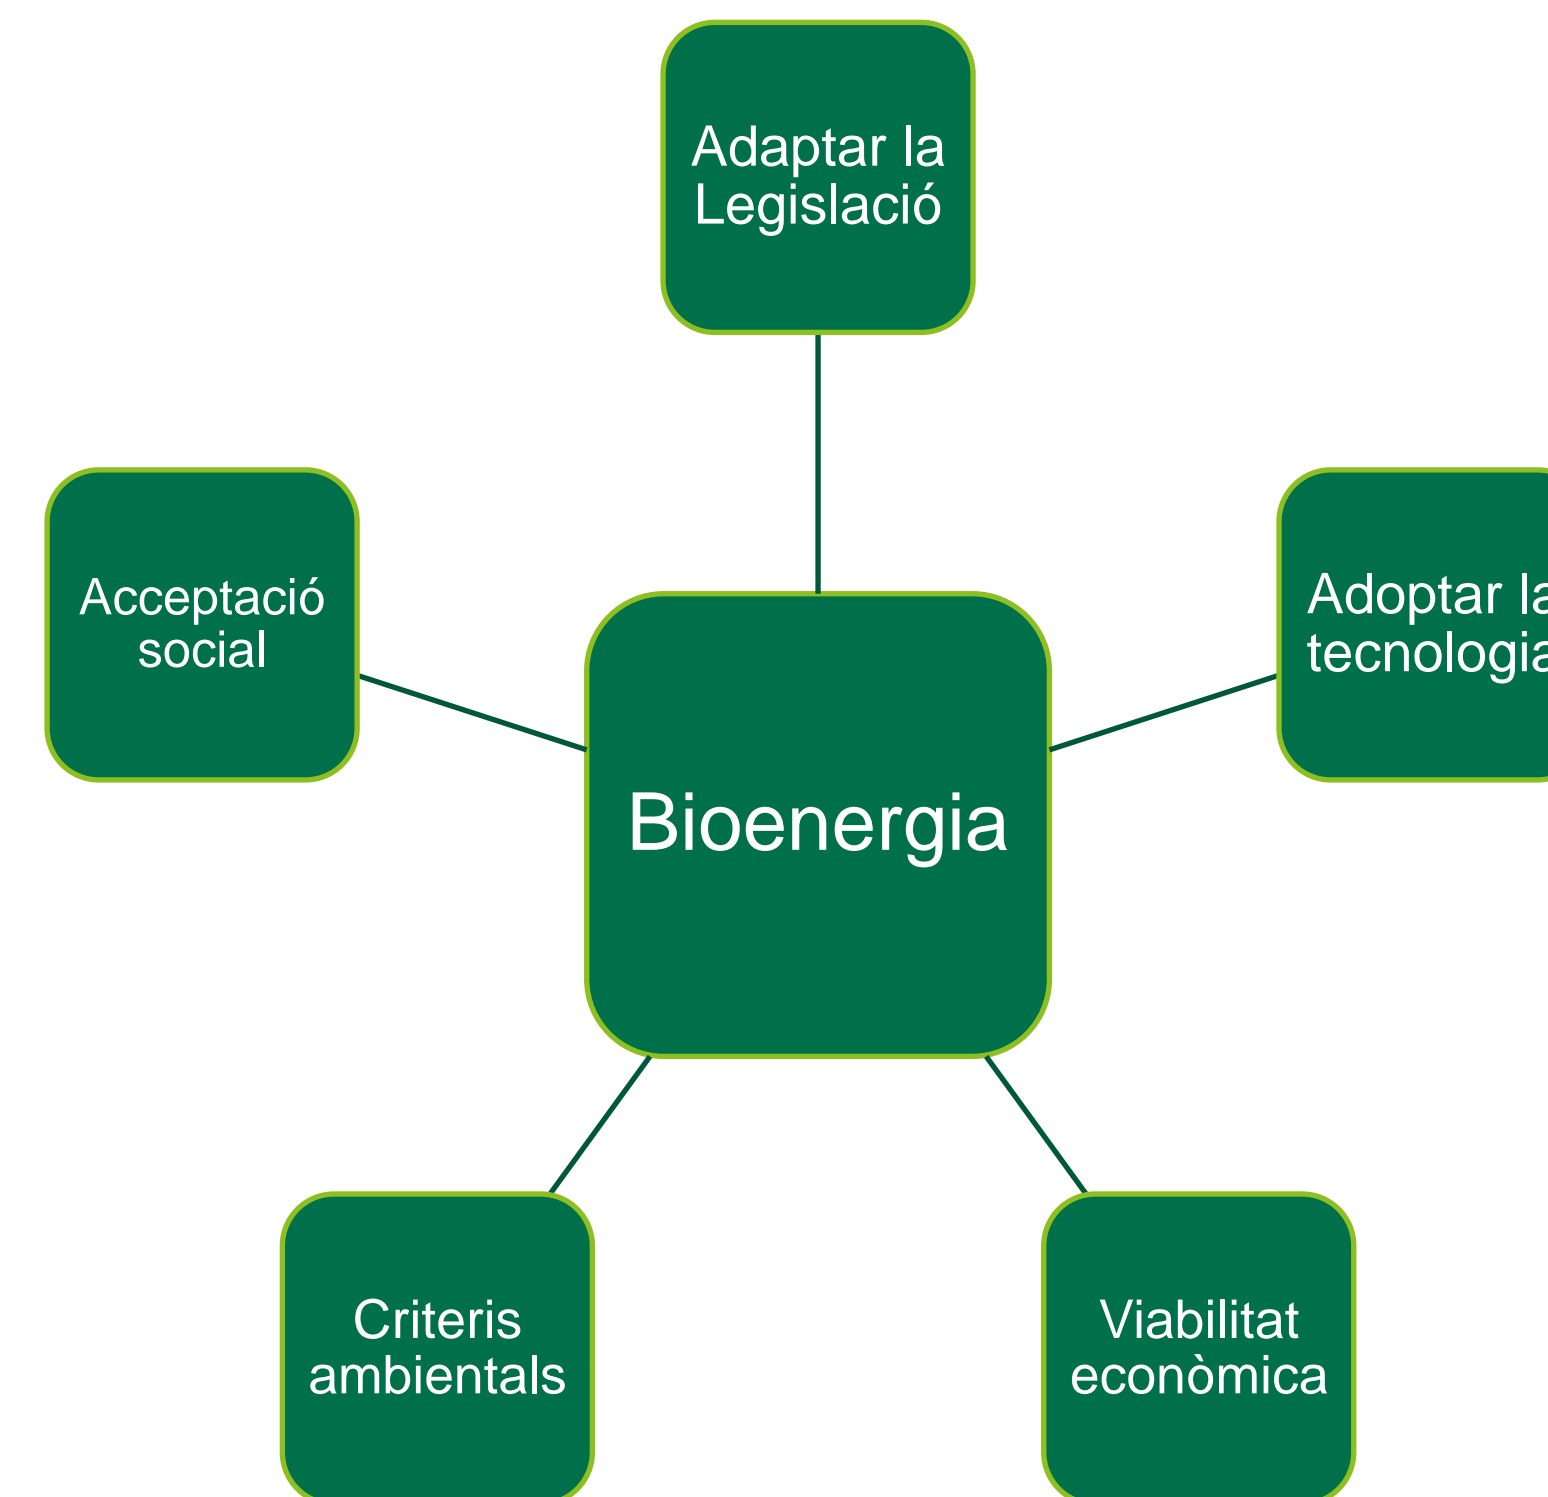 Adaptar la
Legislació
Acceptació
social
Adoptar la
tecnologia
Bioenergia
Criteris
ambientals
Viabilitat
econòmica